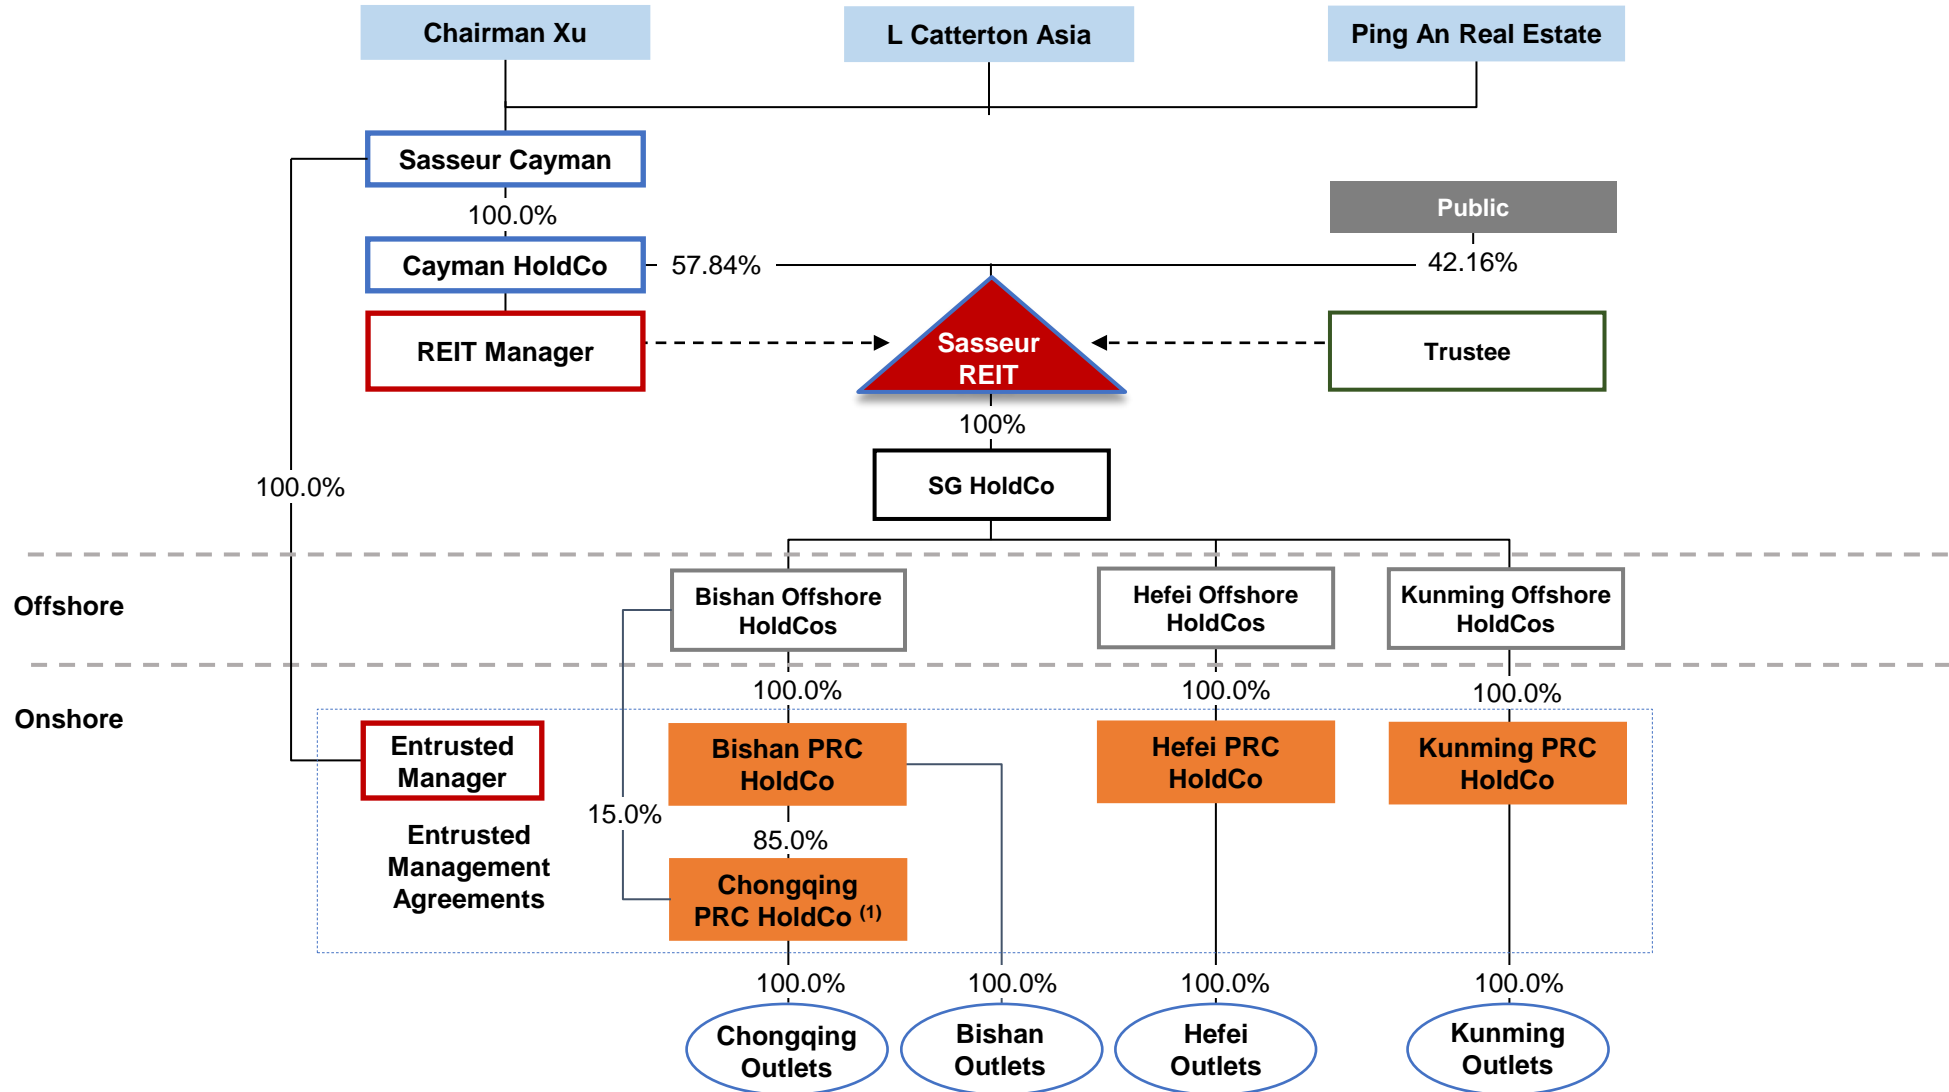 Chairman Xu
L Catterton Asia
Ping An Real Estate
Sasseur Cayman
100.0%
Public
Cayman HoldCo
57.84%
42.16%
REIT Manager
Sasseur
REIT
Trustee
100%
SG HoldCo
100.0%
Offshore
Bishan Offshore
HoldCos
Hefei Offshore
HoldCos
Kunming Offshore
HoldCos
100.0%
100.0%
100.0%
Onshore
Entrusted
Manager
Bishan PRC
HoldCo
Hefei PRC
HoldCo
Kunming PRC
HoldCo
15.0%
85.0%
Entrusted
Management
Agreements
Chongqing
PRC HoldCo (1)
100.0%
100.0%
100.0%
100.0%
Chongqing
Outlets
Bishan
Outlets
Hefei
Outlets
Kunming
Outlets